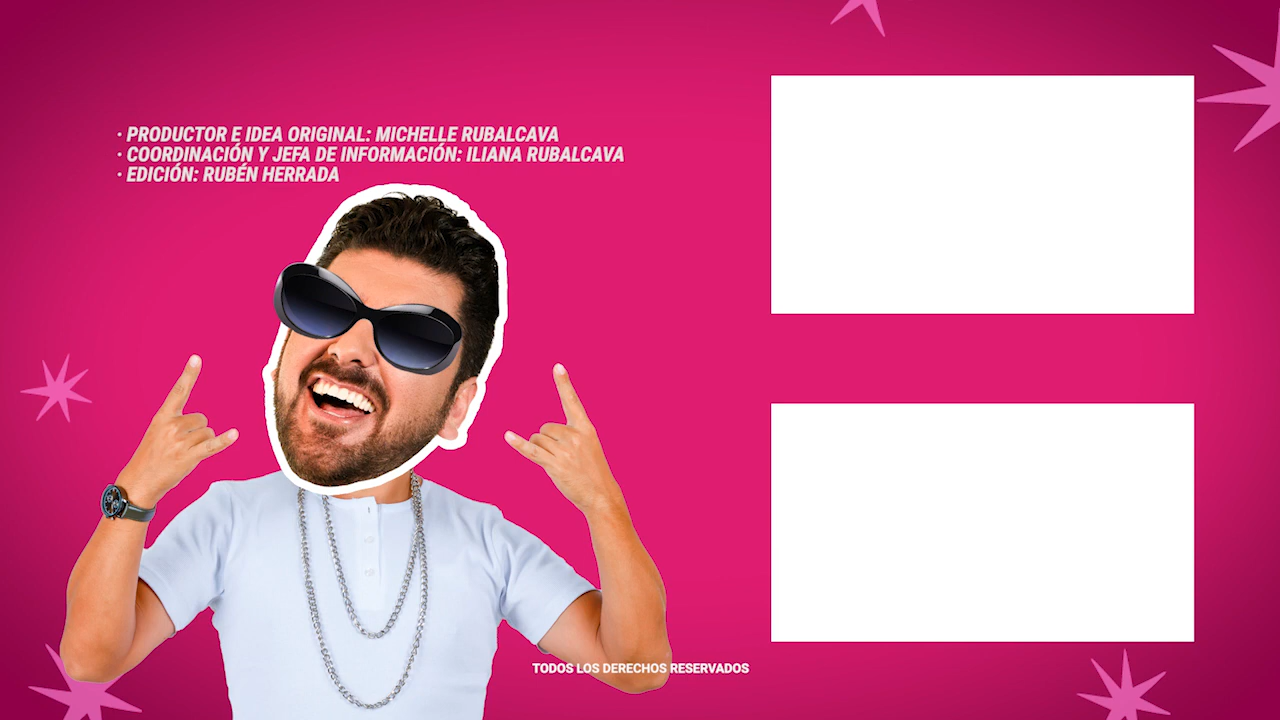 · PRODUCTOR E IDEA ORIGINAL: MICHELLE RUBALCAVA
· COORDINACIÓN Y JEFA DE INFORMACIÓN: ILIANA RUBALCAVA
· EDICIÓN: RUBÉN HERRADA
TODOS LOS DERECHOS RESERVADOS